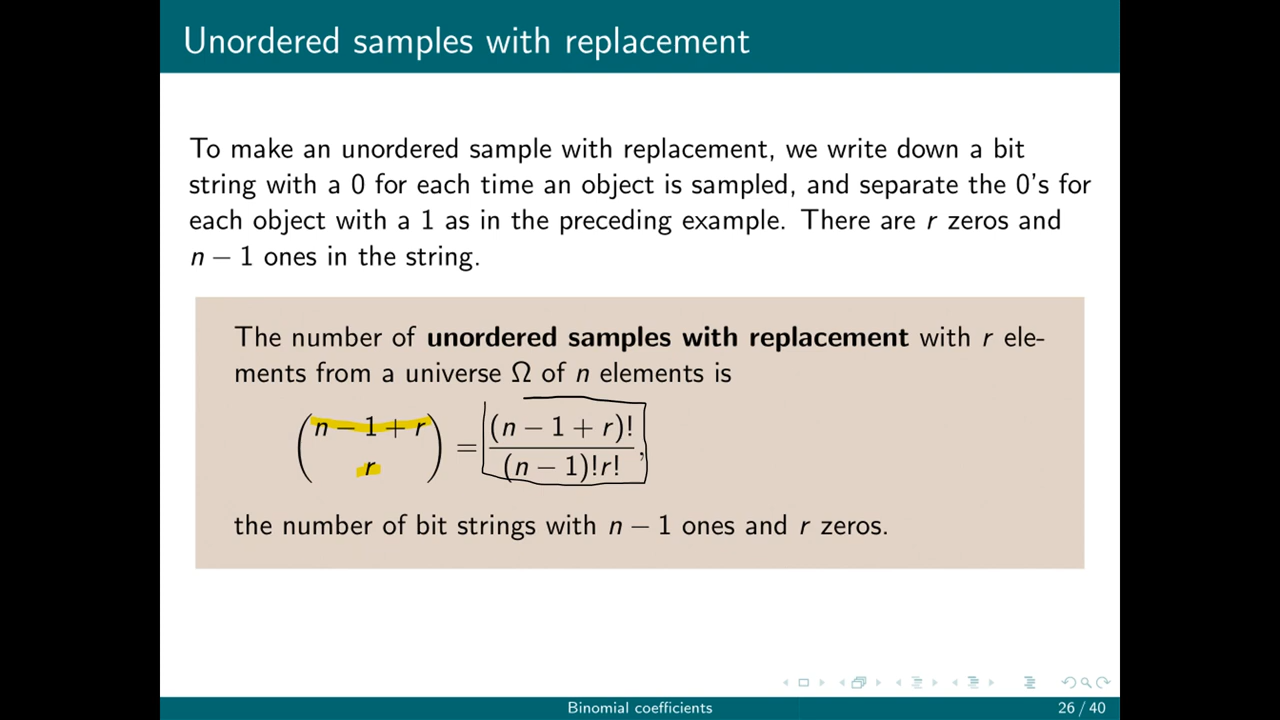 Unordered samples with replacement
To make an unordered sample with replacement, we write down a bit
string with a 0 for each time an object is sampled, and separate the 0's for
each object with a 1 as in the preceding example. There are r zeros and
n − 1 ones in the string.
The number of unordered samples with replacement with r ele-
ments from a universe Ω of n elements is
(n − 1 + r
r) = (n − 1 + r)!
(n − 1)!r!,
the number of bit strings with n − 1 ones and r zeros.
Binomial coefficients
26 / 40